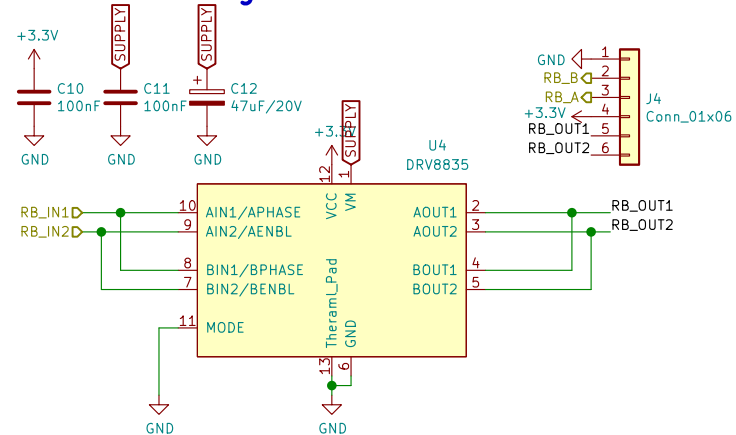 +3.3V
SUPPLY
SUPPLY
C10
100nF
C11
100nF
C12
47uF/20V
+
GND
GND
GND
GND
RB_B
RB_A
+3.3V
RB_OUT1
RB_OUT2
1
2
3
4
5
6
J4
Conn_01x06
+3.3V
SUPPLY
U4
DRV8835
12
1
VCC
VM
RB_IN1
RB_IN2
10
9
8
7
11
AIN1/APHASE
AIN2/AENBL
BIN1/BPHASE
BIN2/BENBL
MODE
AOUT1
AOUT2
BOUT1
BOUT2
2
3
4
5
RB_OUT1
RB_OUT2
Theraml_Pad
GND
13
6
GND
GND